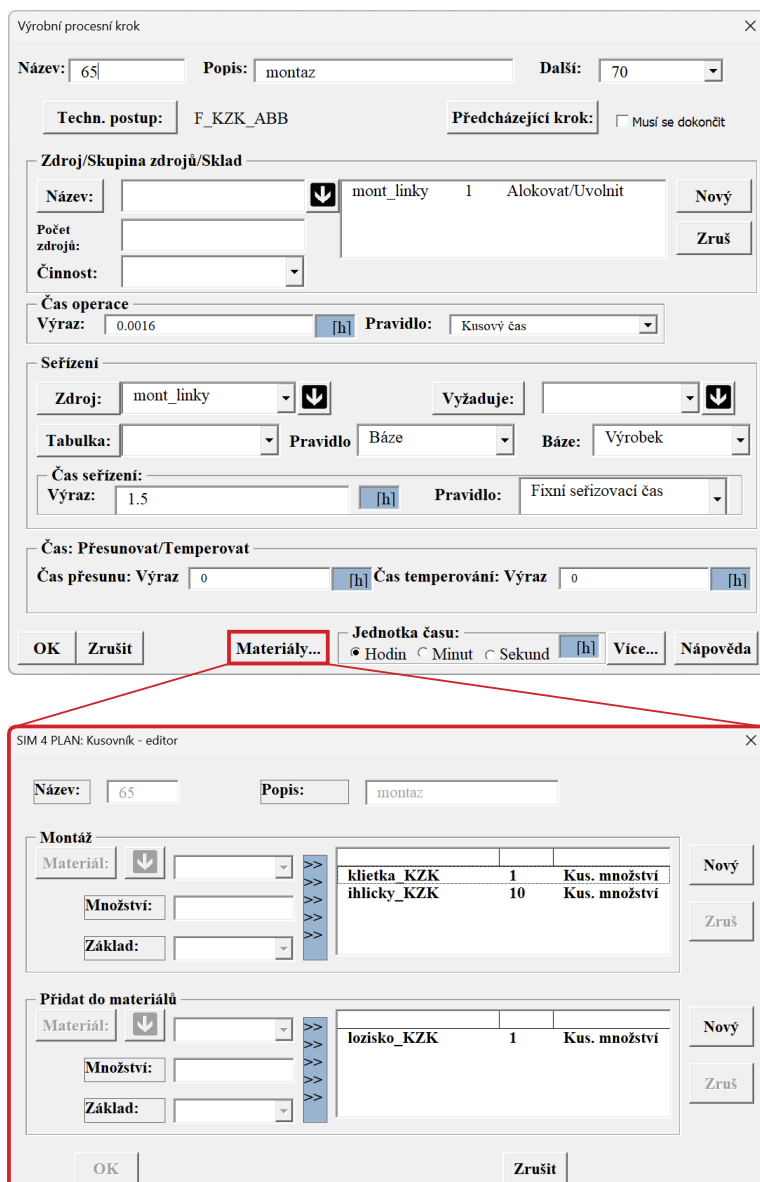 Výrobní procesní krok
Název: 65 Popis: montaz Další: 70
Techn. postup: F_KZK_ABB Předcházející krok: Musí se dokončit
Zdroj/Skupina zdrojů/Sklad
Název: mont_linky 1 Alokovat/Uvolnit Nový
Počet
zdrojů:
Zruš
Činnost:
Čas operace
Výraz: 0.0016 [h] Pravidlo: Kusový čas
Seřízení
Zdroj: mont_linky Vyžaduje:
Tabulka: Pravidlo Báze Báze: Výrobek
Čas seřízení:
Výraz: 1.5 [h] Pravidlo: Fixní seřizovací čas
Čas: Přesunovat/Temperovat
Čas přesunu: Výraz 0 [h] Čas temperování: Výraz 0 [h]
Jednotka času:
OK Zrušit Materiály... Hodin Minut Sekund [h] Více... Nápověda
SIM 4 PLAN: Kusovník - editor
Název: 65 Popis: montaz
Montáž
Materiál: >> Nový
klietka_KZK 1 Kus. množství
>>
ihlicky_KZK 10 Kus. množství
Množství: >>
>> Zruš
Základ: >>
Přidat do materiálů
Materiál: >> Nový
lozisko_KZK 1 Kus. množství
>>
Množství: >>
>> Zruš
Základ: >>
OK Zrušit